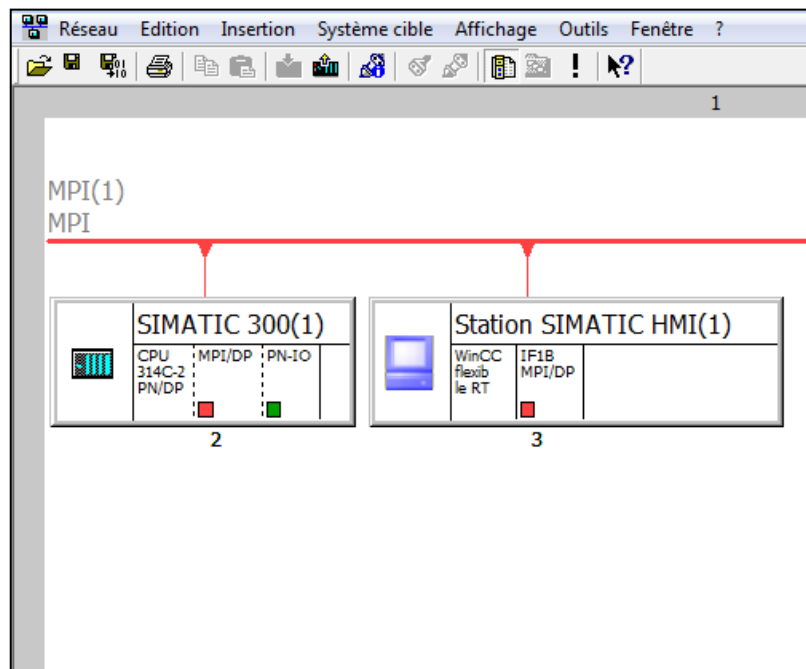 Réseau Edition Insertion Système cible Affichage Outils Fenêtre ?
1
MPI(1)
MPI
SIMATIC 300(1)
CPU
314C-2
PN/DP
MPI/DP
PN-IO
2
Station SIMATIC HMI(1)
WinCC
flexib
le RT
IF1B
MPI/DP
3